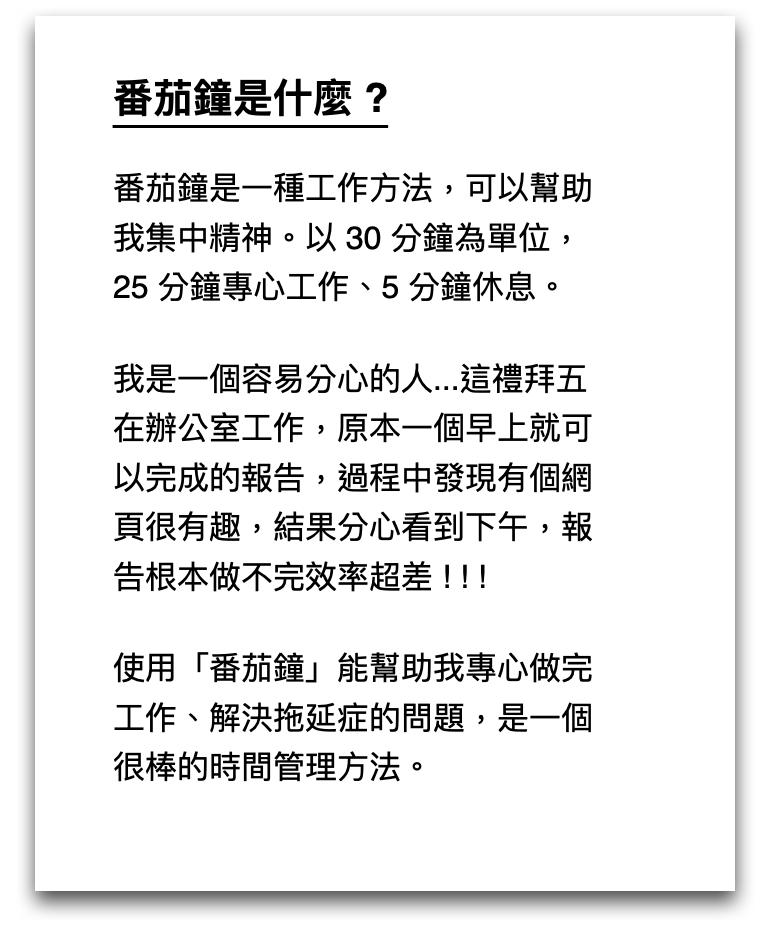 番茄鐘是什麼？
番茄鐘是一種工作方法，可以幫助
我集中精神。以 30 分鐘為單位，
25 分鐘專心工作、5 分鐘休息。
我是一個容易分心的人...這禮拜五
在辦公室工作，原本一個早上就可
以完成的報告，過程中發現有個網
頁很有趣，結果分心看到下午，報
告根本做不完效率超差！！！
使用「番茄鐘」能幫助我專心做完
工作、解決拖延症的問題，是一個
很棒的時間管理方法。